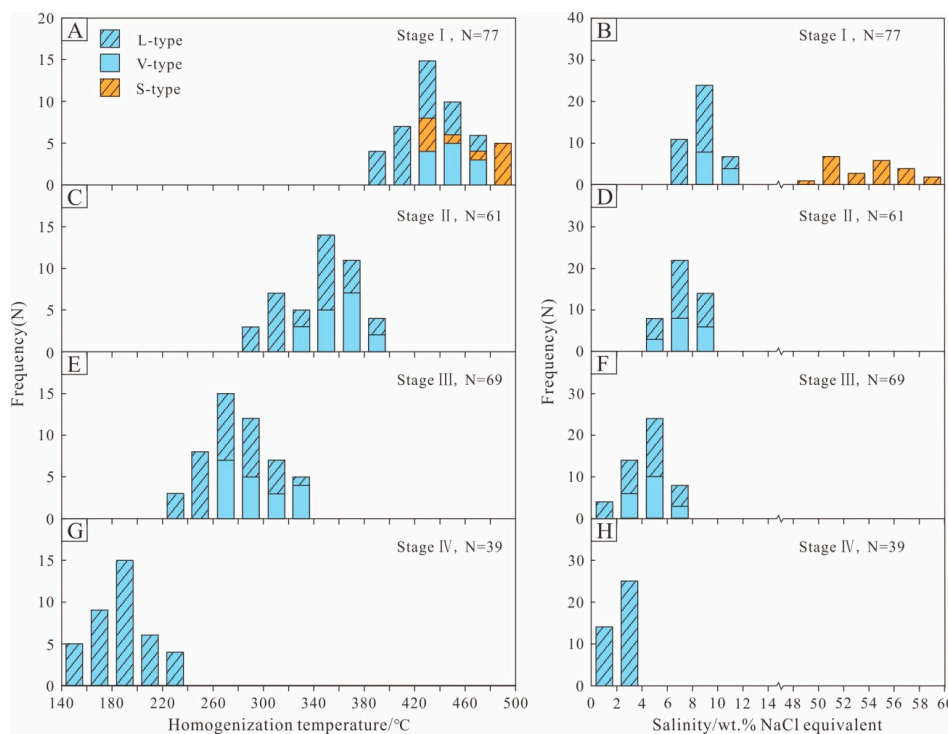 A
Stage Ⅰ, N=77
L-type
V-type
S-type
20
15
10
5
0
B
Stage Ⅰ, N=77
40
30
20
10
0
C
Stage Ⅱ, N=61
15
10
5
0
D
Stage Ⅱ, N=61
30
20
10
0
E
Stage Ⅲ, N=69
15
10
5
0
F
Stage Ⅲ, N=69
30
20
10
0
G
Stage Ⅳ, N=39
15
10
5
0
H
Stage Ⅳ, N=39
30
20
10
0
Frequency(N)
Frequency(N)
140 180 220 260 300 340 380 420 460 500
Homogenization temperature/℃
0 2 4 6 8 10 12 14 48 50 52 54 56 58 60
Salinity/wt.% NaCl equivalent